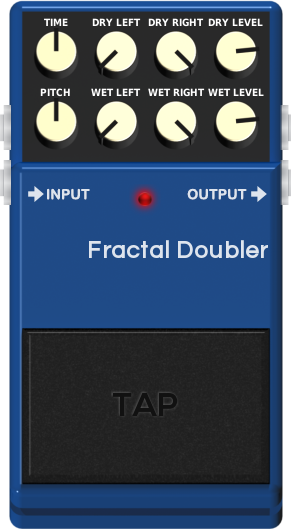 TIME DRY LEFT DRY RIGHT DRY LEVEL
PITCH WET LEFT WET RIGHT WET LEVEL
INPUT OUTPUT
Fractal Doubler
TAP